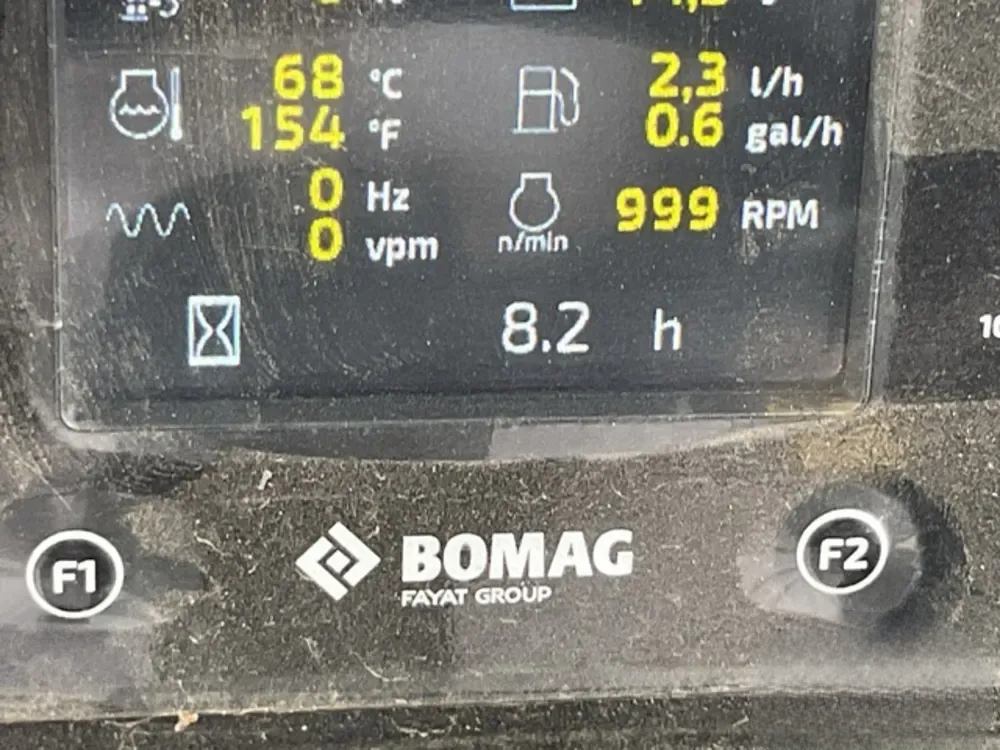 68 °C 2,3 l/h
154 °F 0.6 gal/h
0 Hz 999 RPM
0 vpm n/min
8.2 h
F1 BOMAG F2
FAYAT GROUP